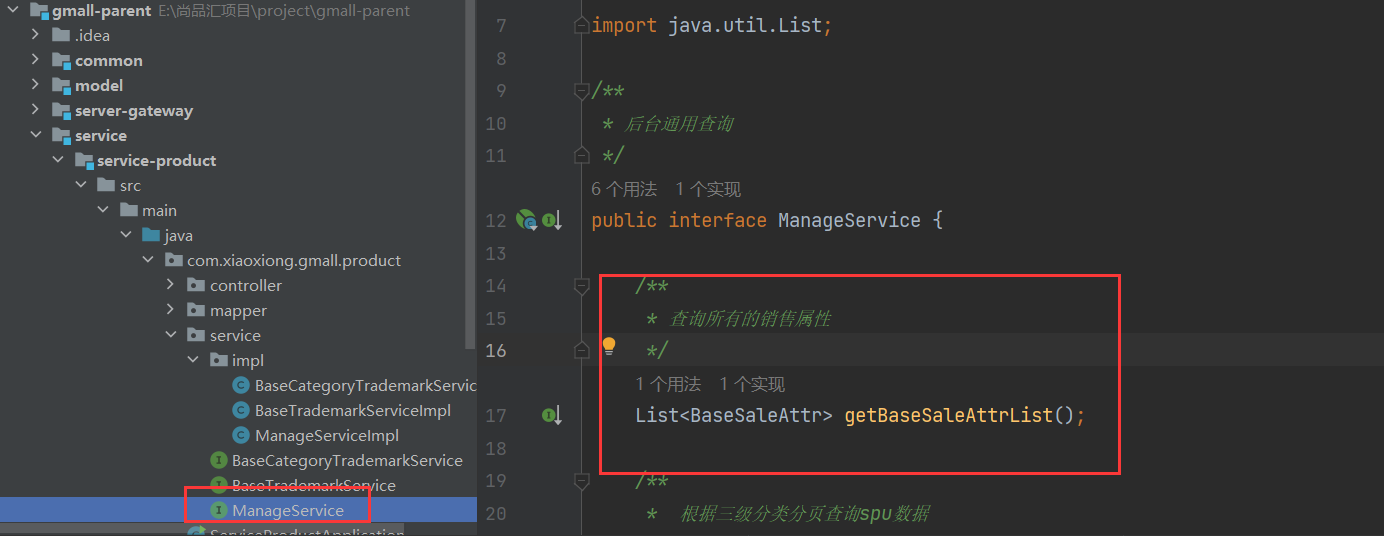 gmall-parent E:\尚品汇项目\project\gmall-parent
.idea
common
model
server-gateway
service
service-product
src
main
java
com.xiaoxiong.gmall.product
controller
mapper
service
impl
BaseCategoryTrademarkServic
BaseTrademarkServiceImpl
ManageServiceImpl
BaseCategoryTrademarkService
BaseTrademarkService
ManageService
ServiceProductApplication
7 import java.util.List;
8
9 /**
10 * 后台通用查询
11 */
6 个用法 1 个实现
12 public interface ManageService {
13
14 /**
15 * 查询所有的销售属性
16 */
1 个用法 1 个实现
17 List<BaseSaleAttr> getBaseSaleAttrList();
18
19 /**
20 * 根据三级分类分页查询spu数据